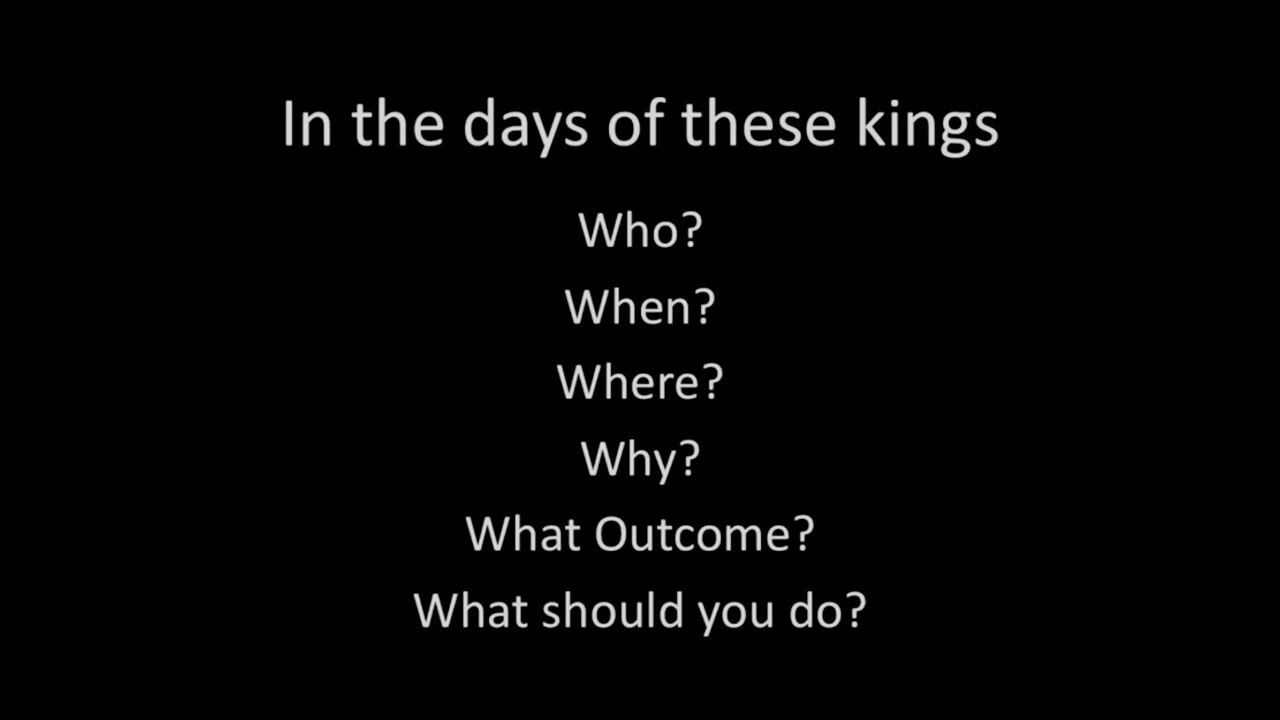 In the days of these kings
Who?
When?
Where?
Why?
What Outcome?
What should you do?